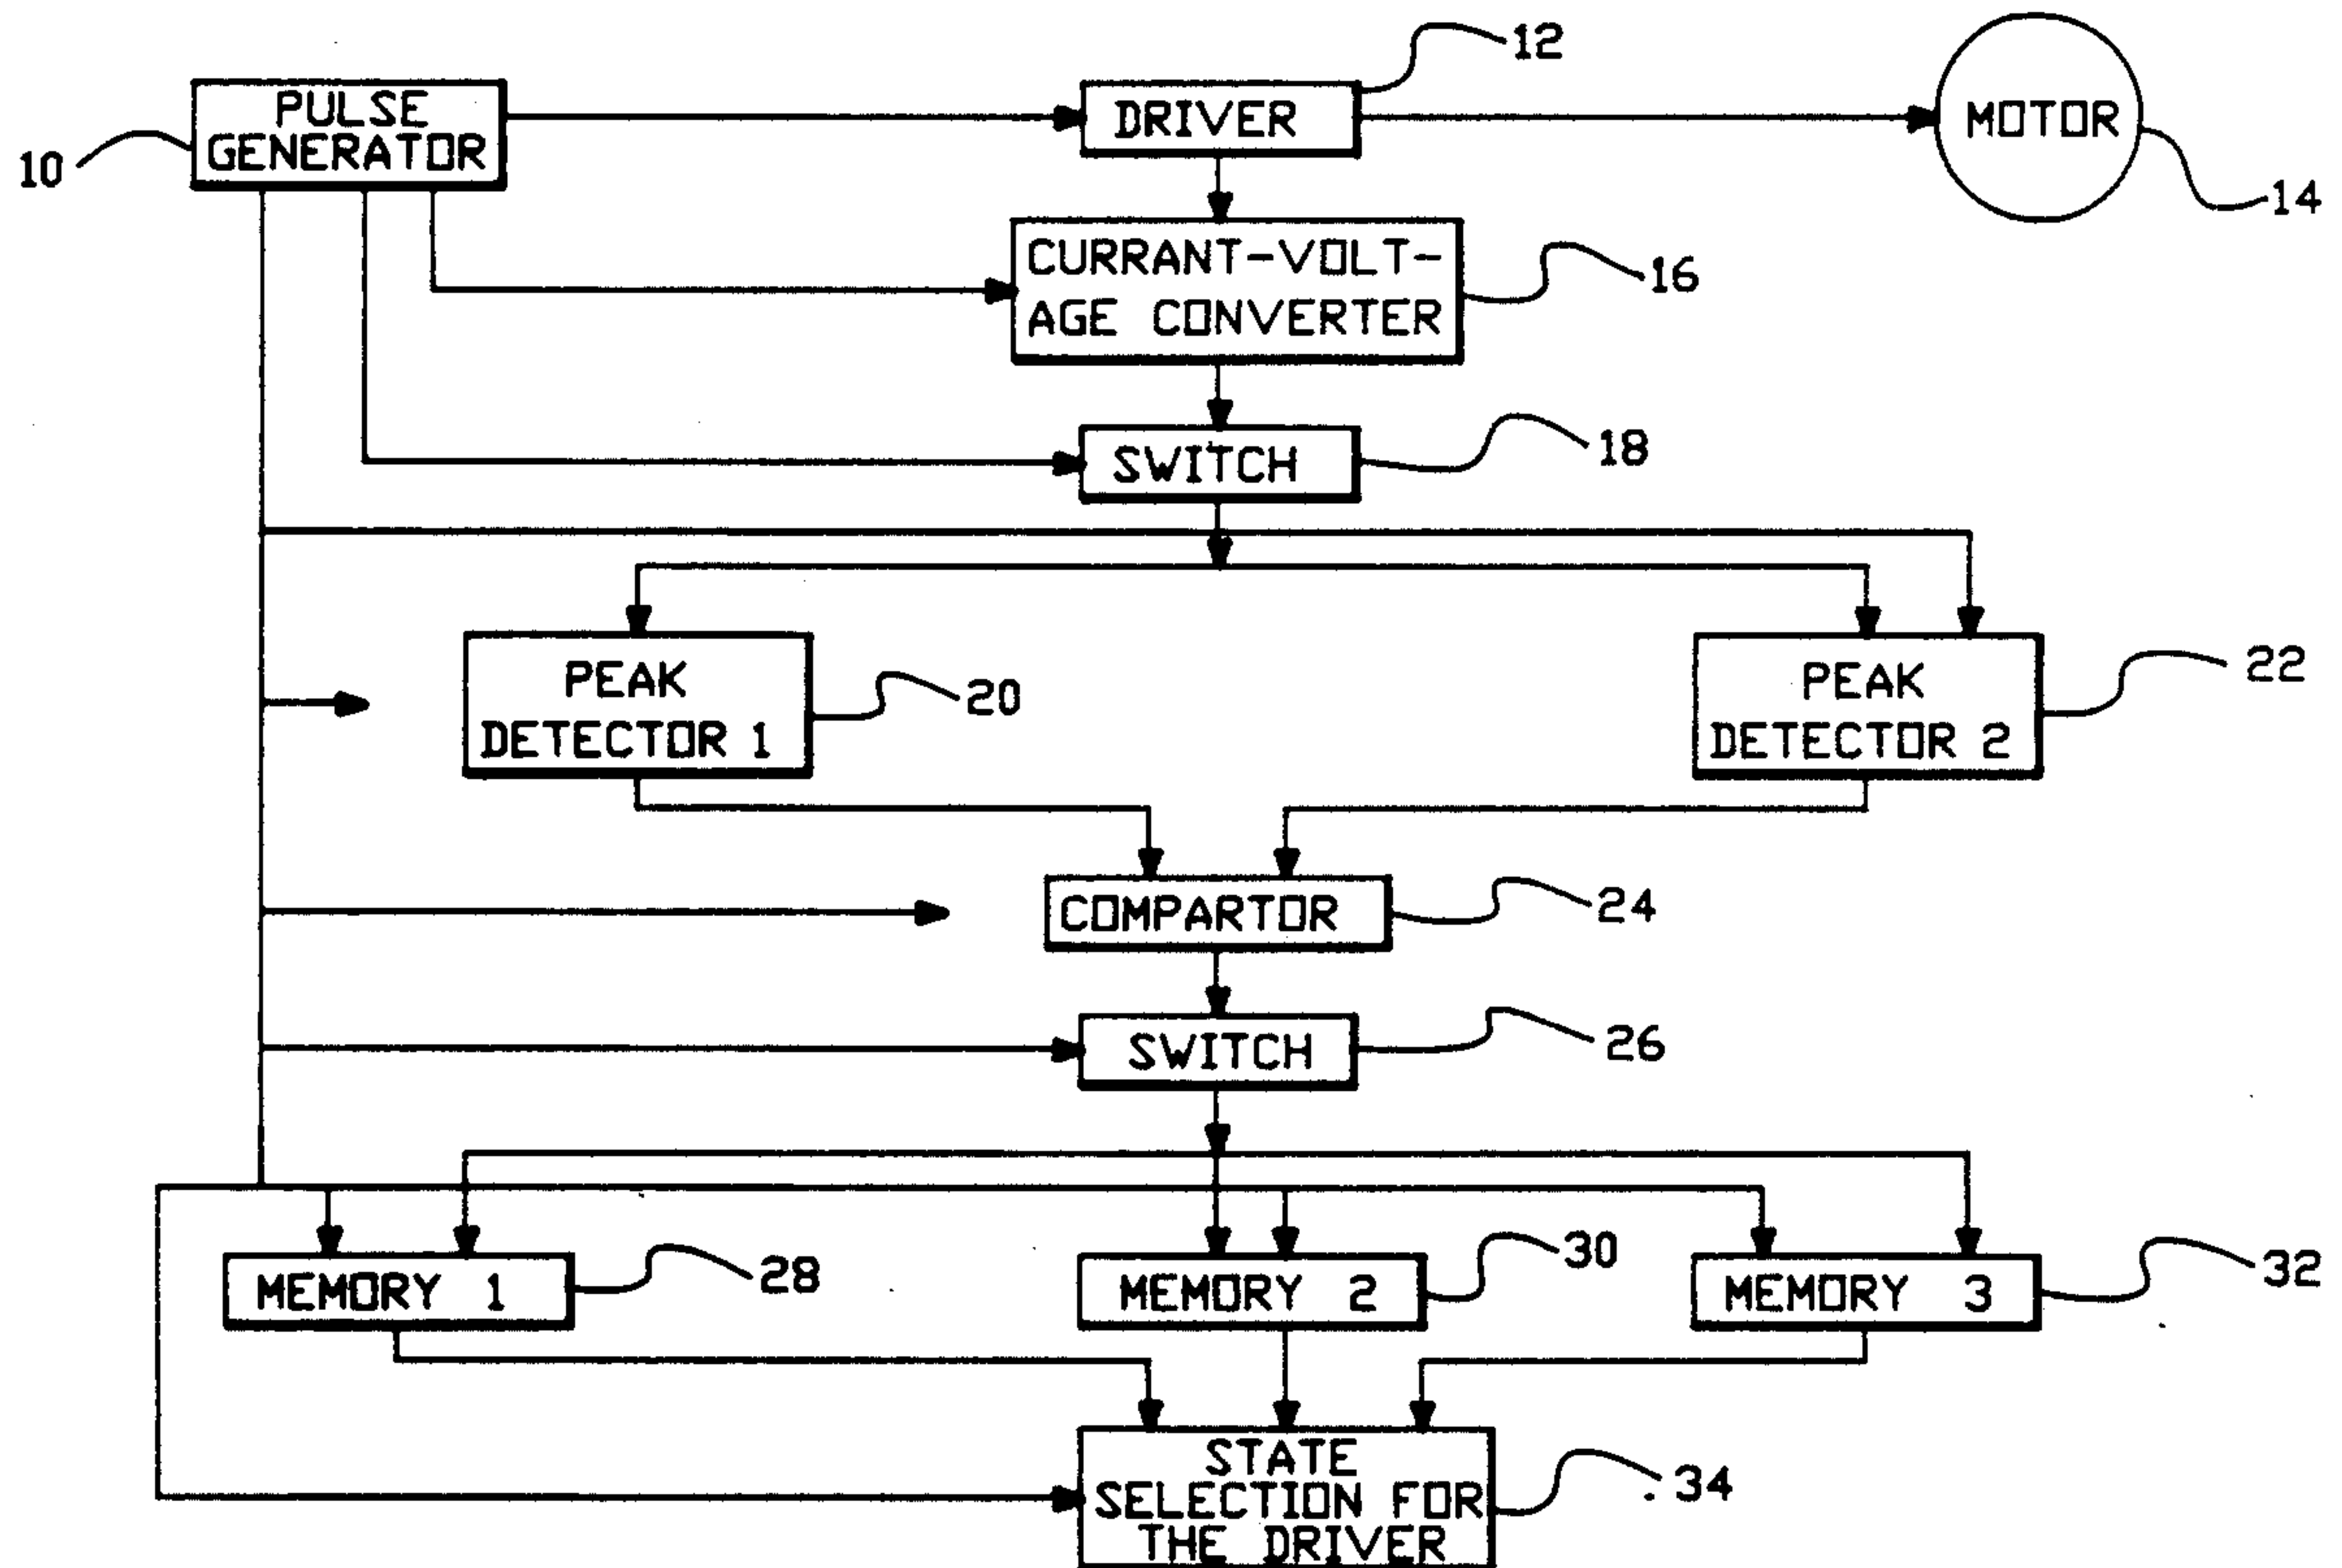 12
PULSE
GENERATOR
DRIVER
MOTOR
10
14
CURRANT-VOLT-
AGE CONVERTER
16
SWITCH
18
PEAK
DETECTOR 1
20
PEAK
DETECTOR 2
22
COMPARTOR
24
SWITCH
26
MEMORY 1
28
MEMORY 2
30
MEMORY 3
32
STATE
SELECTION FOR
THE DRIVER
34